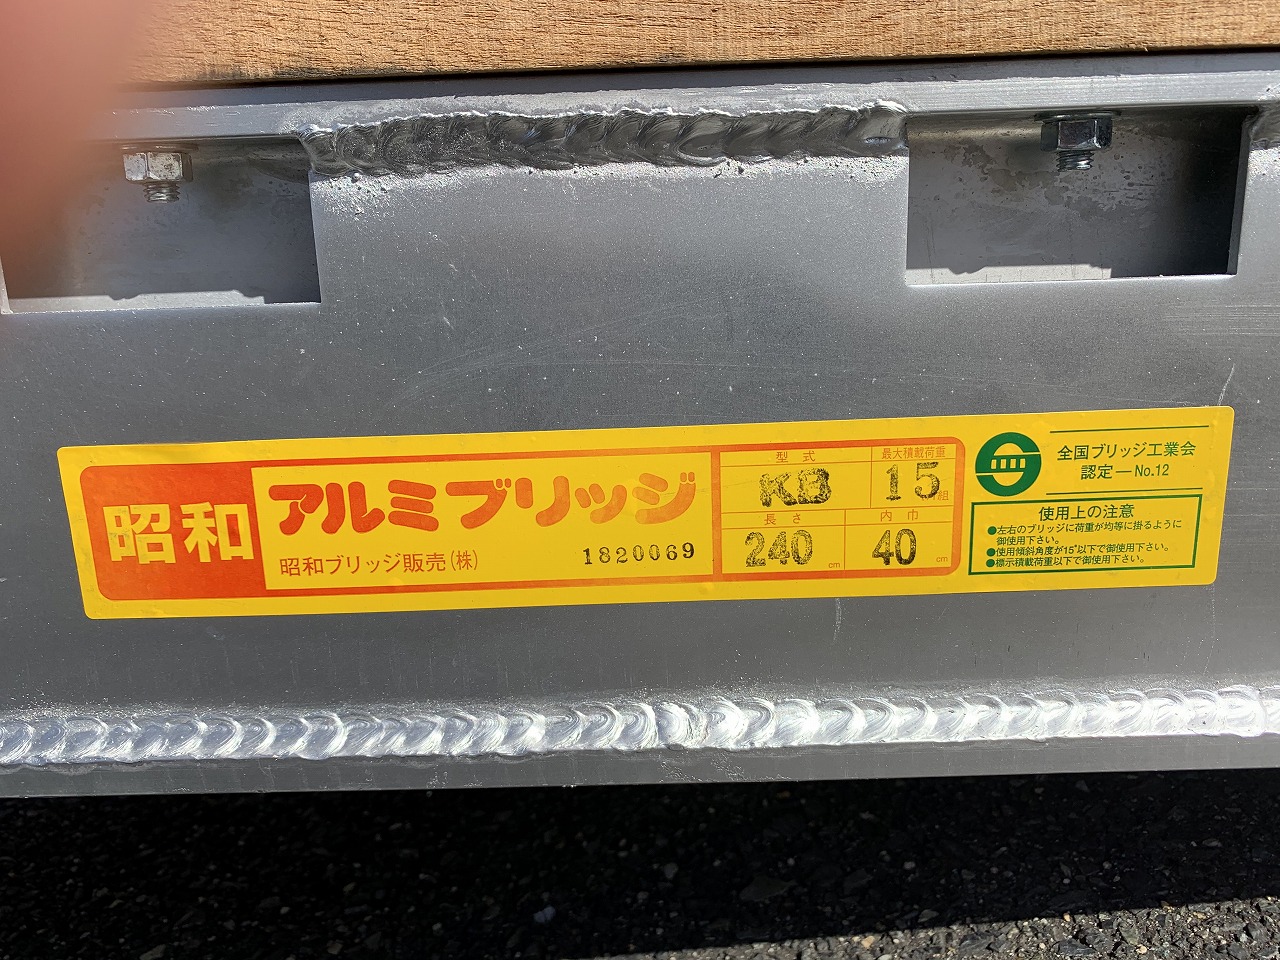 昭和
アルミブリッジ
昭和ブリッジ販売(株)
1820069
型式
KB
最大積載荷重
15
組
長さ
240
cm
内巾
40
cm
全国ブリッジ工業会
認定―No.12
使用上の注意
●左右のブリッジに荷重が均等に掛るように
御使用下さい。
●使用傾斜角度が15°以下で御使用下さい。
●標示積載荷重以下で御使用下さい。